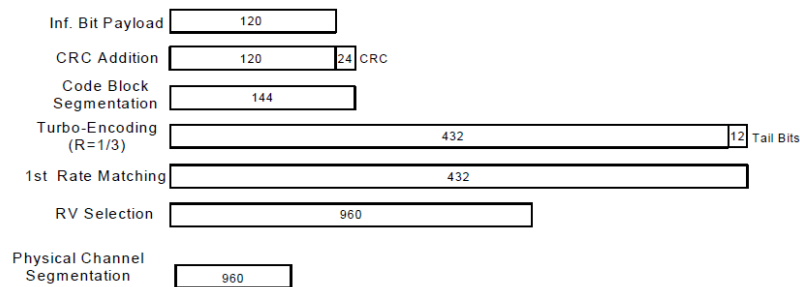 Inf. Bit Payload 120
CRC Addition 120 24 CRC
Code Block
Segmentation 144
Turbo-Encoding
(R=1/3) 432 12 Tail Bits
1st Rate Matching 432
RV Selection 960
Physical Channel
Segmentation 960